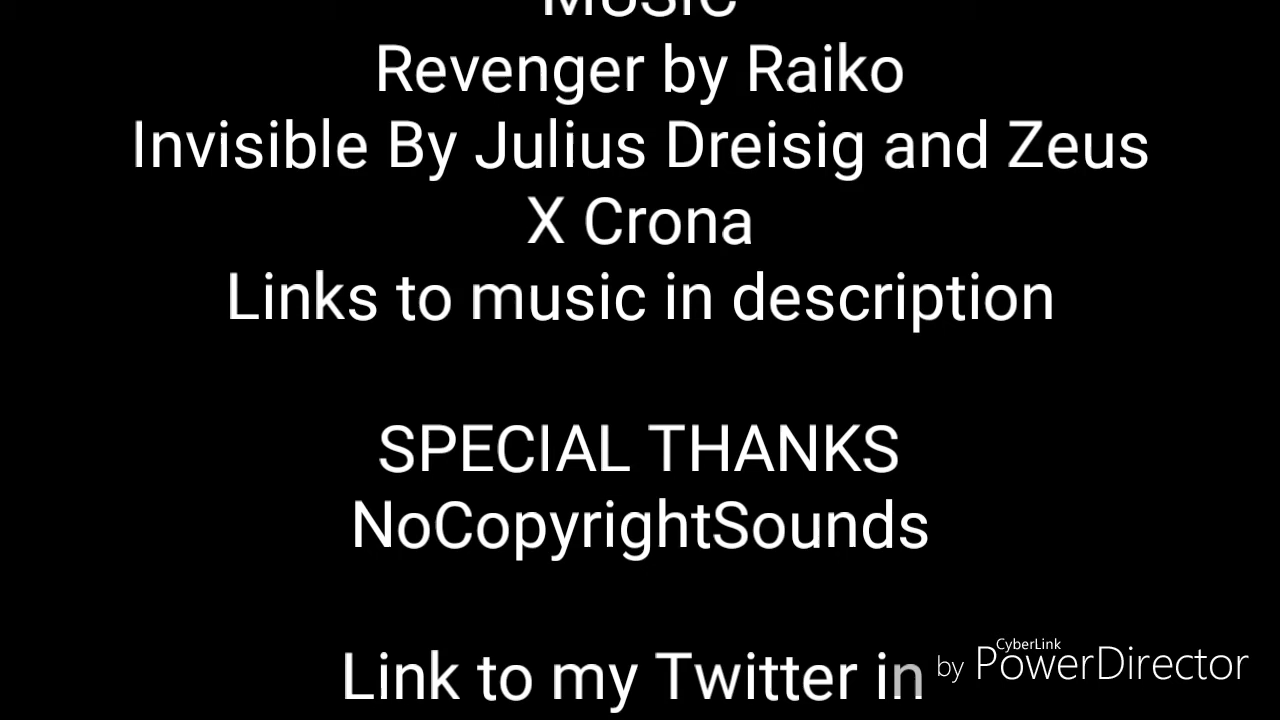 MUSIC
Revenger by Raiko
Invisible By Julius Dreisig and Zeus
X Crona
Links to music in description
SPECIAL THANKS
NoCopyrightSounds
Link to my Twitter in
by CyberLink PowerDirector